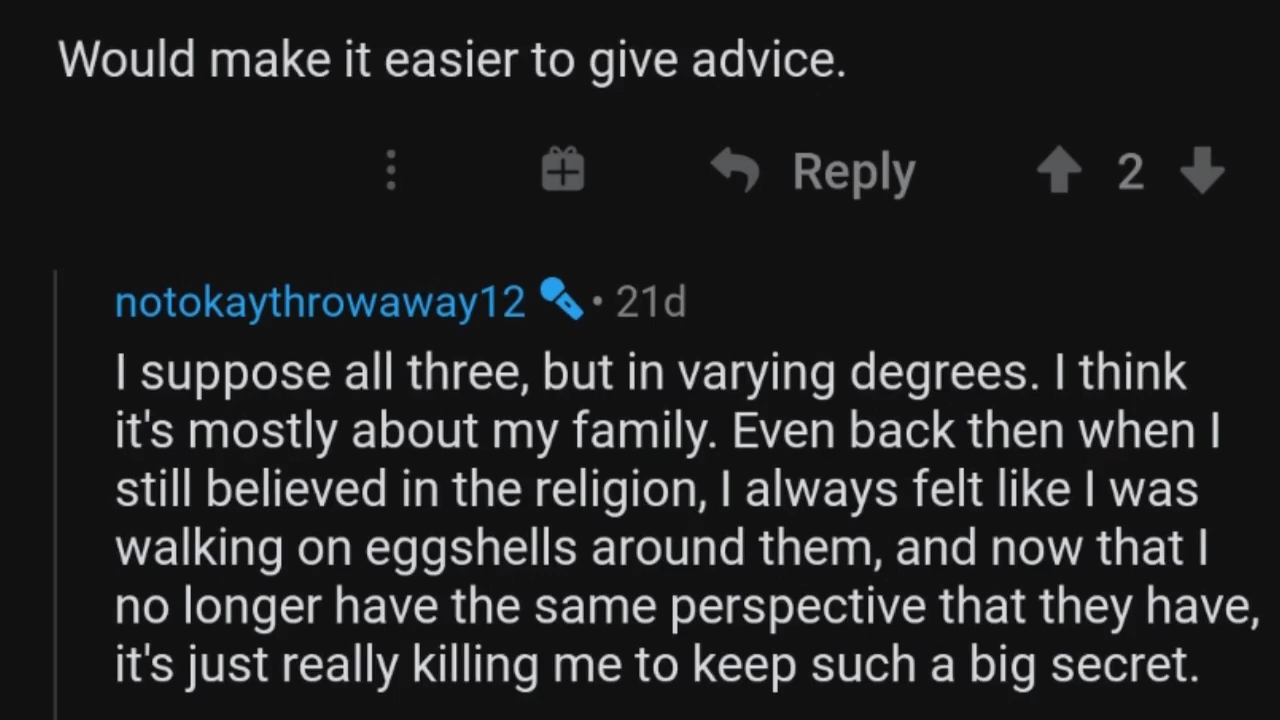 Would make it easier to give advice.
Reply 2
notokaythrowaway12 • 21d
I suppose all three, but in varying degrees. I think
it's mostly about my family. Even back then when I
still believed in the religion, I always felt like I was
walking on eggshells around them, and now that I
no longer have the same perspective that they have,
it's just really killing me to keep such a big secret.